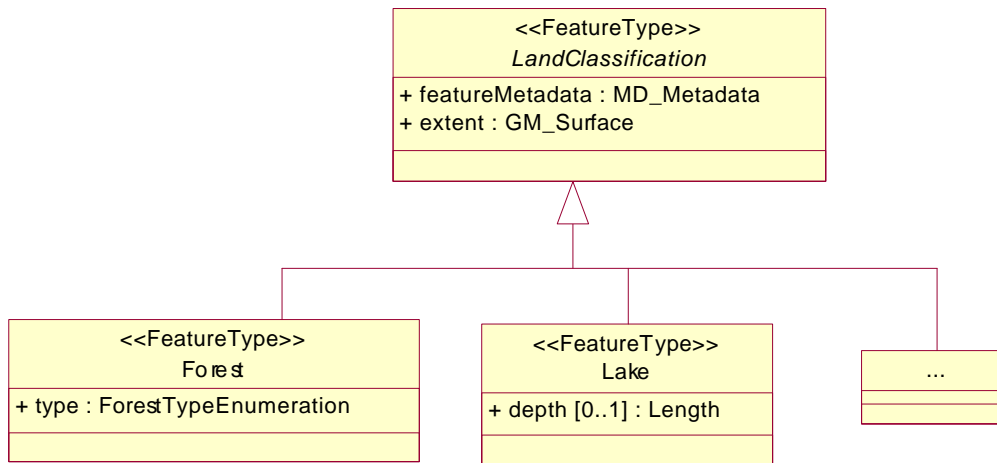 <<FeatureType>>
LandClassification
+ featureMetadata : MD_Metadata
+ extent : GM_Surface
<<FeatureType>>
Forest
+ type : ForestTypeEnumeration
<<FeatureType>>
Lake
+ depth [0..1] : Length
...